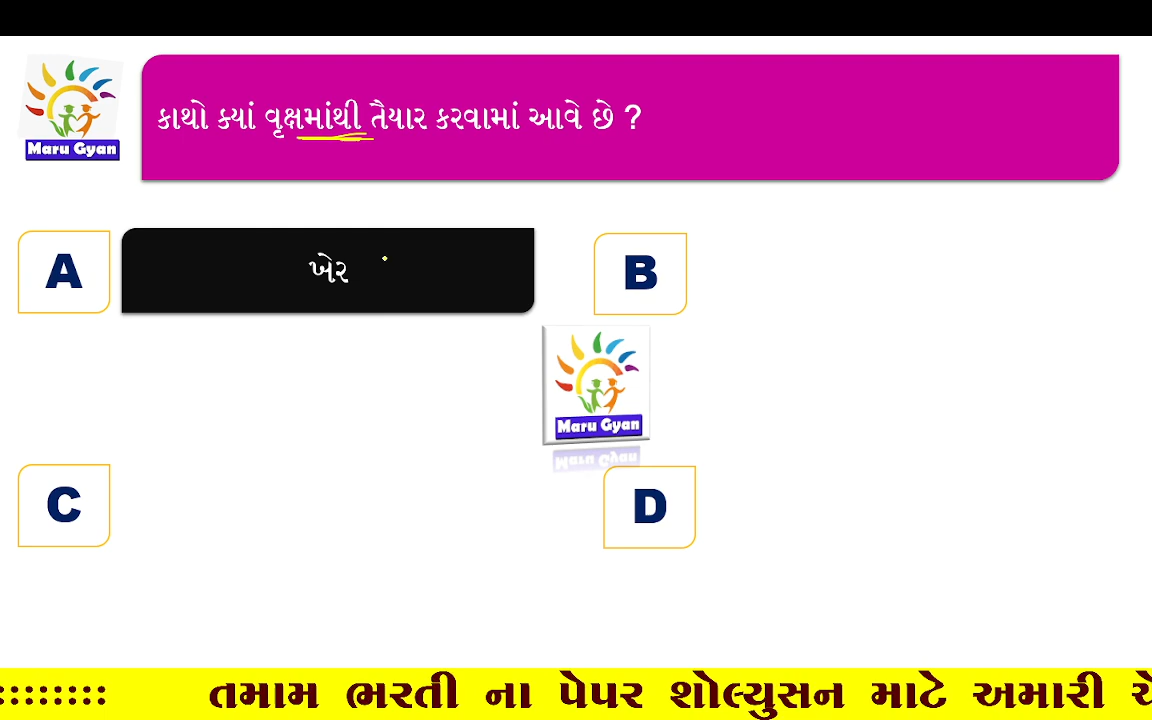 કાથો ક્યાં વૃક્ષમાંથી તૈયાર કરવામાં આવે છે ?
Maru Gyan
A
ખેર
B
Maru Gyan
C
D
::::::::: તમામ ભરતી ના પેપર શોલ્યુસન માટે અમારી